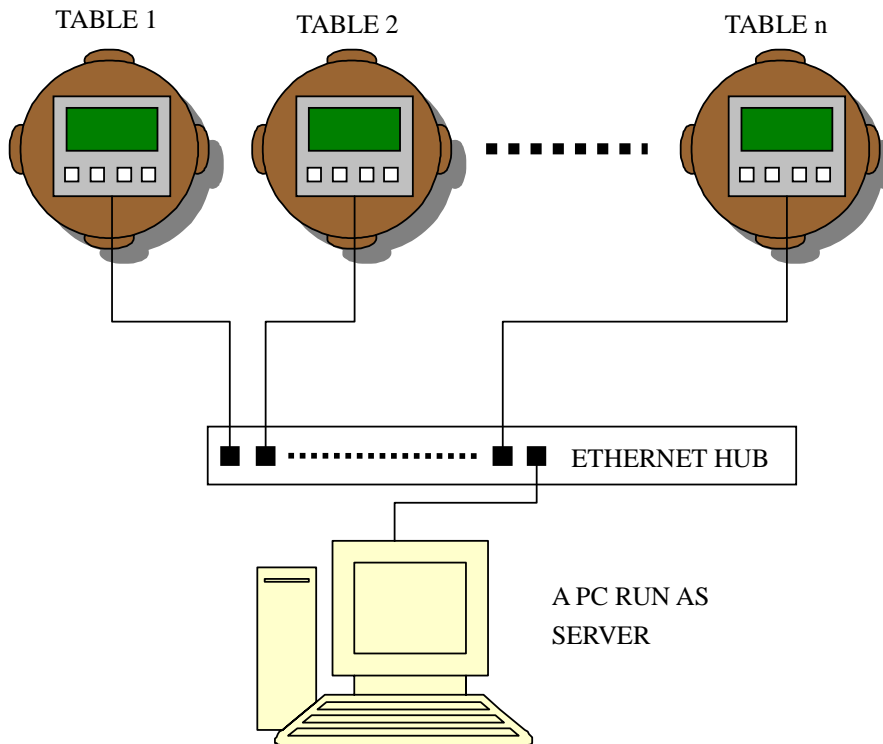 TABLE 1
TABLE 2
TABLE n
ETHERNET HUB
A PC RUN AS
SERVER